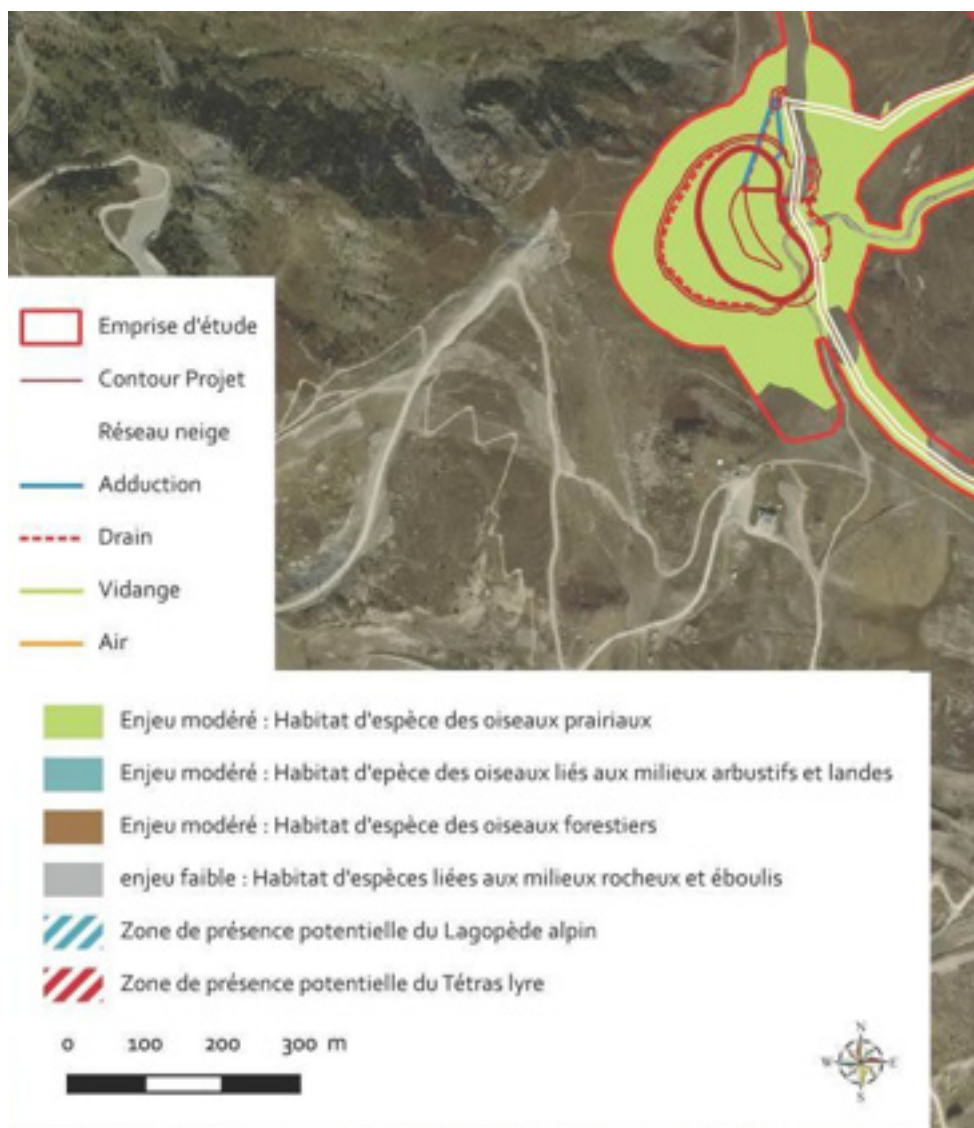 Emprise d'étude
Contour Projet
Réseau neige
Adduction
Drain
Vidange
Air
Enjeu modéré : Habitat d'espèce des oiseaux prairiaux
Enjeu modéré : Habitat d'epèce des oiseaux liés aux milieux arbustifs et landes
Enjeu modéré : Habitat d'espèce des oiseaux forestiers
enjeu faible : Habitat d'espèces liées aux milieux rocheux et éboulis
Zone de présence potentielle du Lagopède alpin
Zone de présence potentielle du Tétras lyre
0 100 200 300 m
N
W E
S